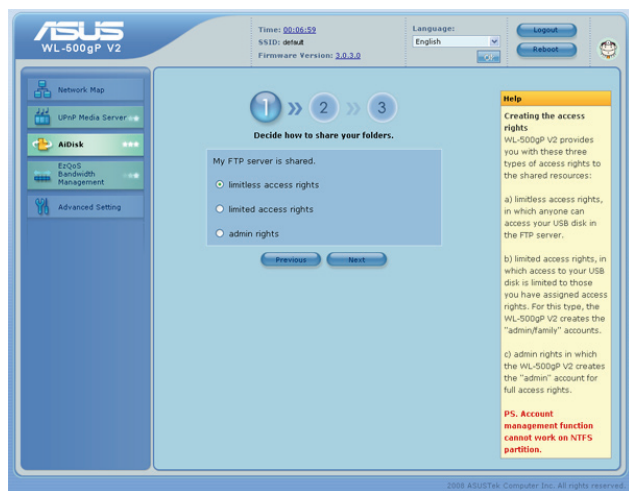 ASUS
WL-500gP V2
Time: 00:06:59
SSID: default
Firmware Version: 3.0.3.0
Language:
English
Logout
Reboot
Network Map
UPnP Media Server
AiDisk
EzQoS
Bandwidth
Management
Advanced Setting
1 » 2 » 3
Decide how to share your folders.
My FTP server is shared.
limitless access rights
limited access rights
admin rights
Previous
Next
Help
Creating the access
rights
WL-500gP V2 provides
you with these three
types of access rights to
the shared resources:
a) limitless access rights,
in which anyone can
access your USB disk in
the FTP server.
b) limited access rights, in
which access to your USB
disk is limited to those
you have assigned access
rights. For this type, the
WL-500gP V2 creates the
"admin/family" accounts.
c) admin rights in which
the WL-500gP V2 creates
the "admin" account for
full access rights.
PS. Account
management function
cannot work on NTFS
partition.
2008 ASUSTek Computer Inc. All rights reserved.